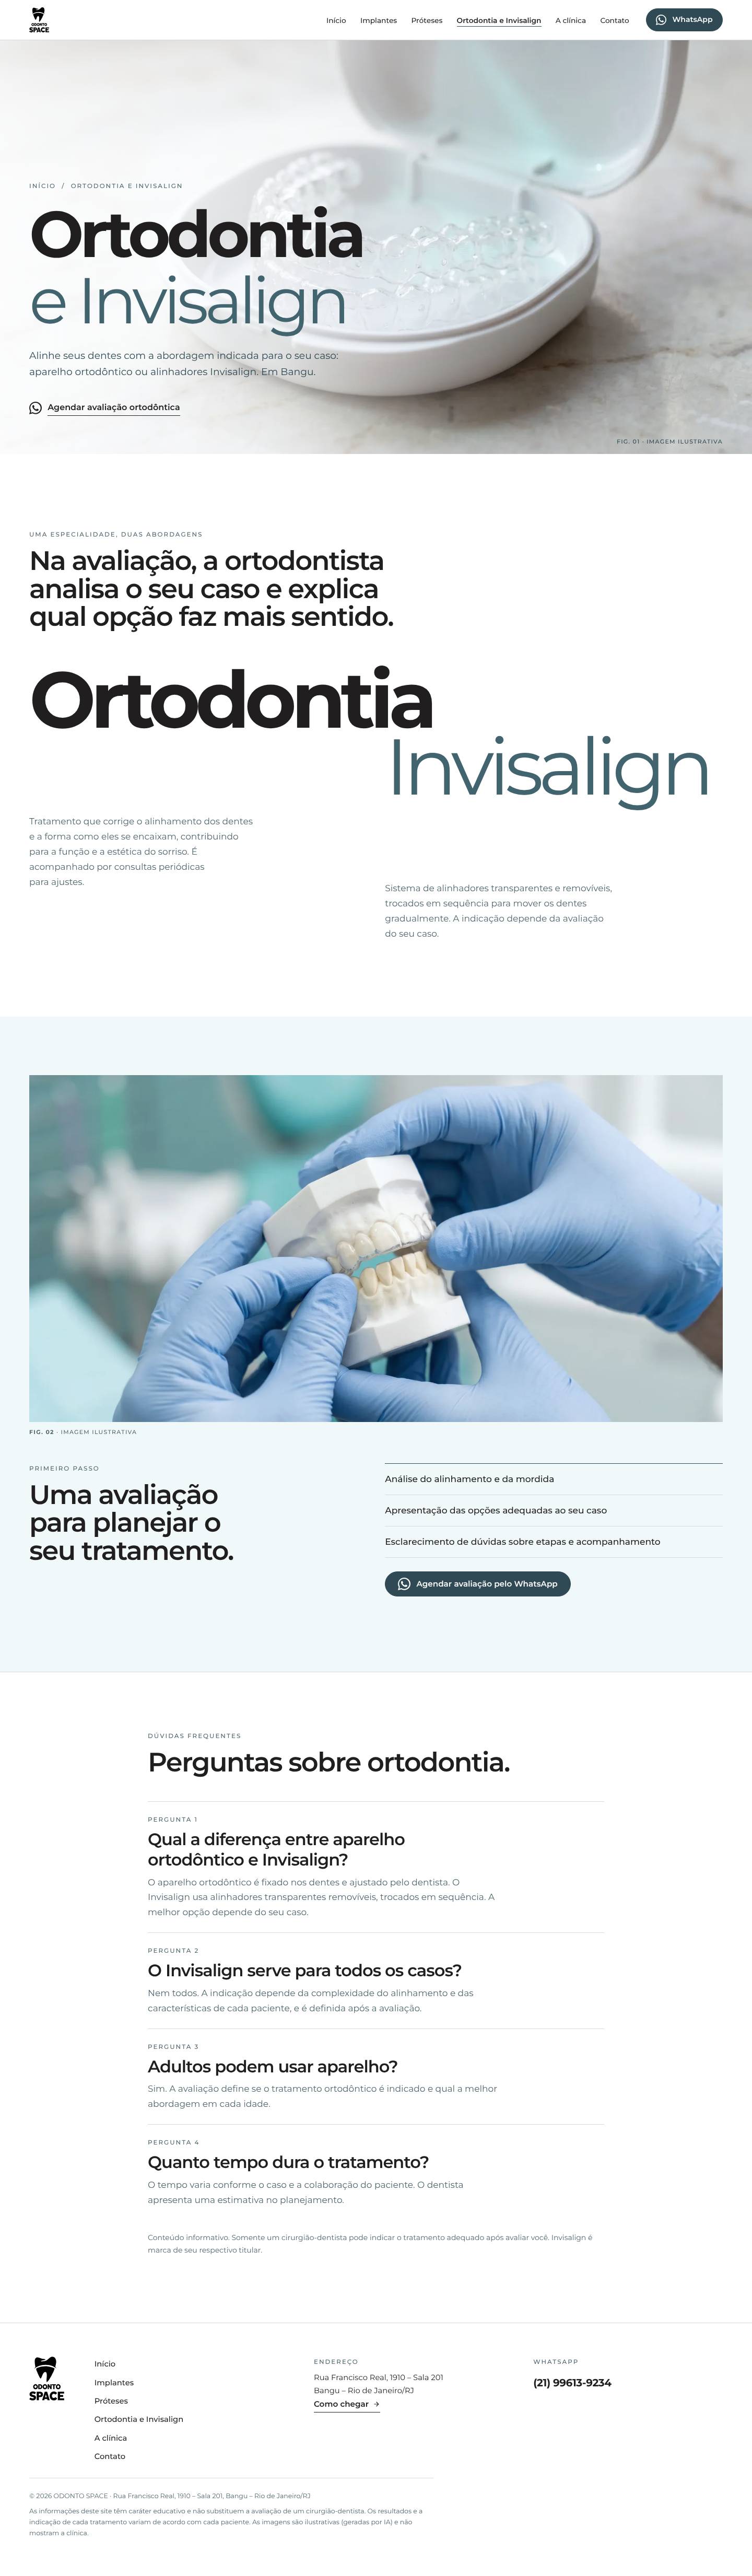 ODONTO
SPACE
Início Implantes Próteses Ortodontia e Invisalign A clínica Contato WhatsApp
INÍCIO / ORTODONTIA E INVISALIGN
Ortodontia
e Invisalign
Alinhe seus dentes com a abordagem indicada para o seu caso:
aparelho ortodôntico ou alinhadores Invisalign. Em Bangu.
Agendar avaliação ortodôntica
FIG. 01 · IMAGEM ILUSTRATIVA
UMA ESPECIALIDADE, DUAS ABORDAGENS
Na avaliação, a ortodontista
analisa o seu caso e explica
qual opção faz mais sentido.
Ortodontia
Invisalign
Tratamento que corrige o alinhamento dos dentes
e a forma como eles se encaixam, contribuindo
para a função e a estética do sorriso. É
acompanhado por consultas periódicas
para ajustes.
Sistema de alinhadores transparentes e removíveis,
trocados em sequência para mover os dentes
gradualmente. A indicação depende da avaliação
do seu caso.
FIG. 02 · IMAGEM ILUSTRATIVA
PRIMEIRO PASSO
Uma avaliação
para planejar o
seu tratamento.
Análise do alinhamento e da mordida
Apresentação das opções adequadas ao seu caso
Esclarecimento de dúvidas sobre etapas e acompanhamento
Agendar avaliação pelo WhatsApp
DÚVIDAS FREQUENTES
Perguntas sobre ortodontia.
PERGUNTA 1
Qual a diferença entre aparelho
ortodôntico e Invisalign?
O aparelho ortodôntico é fixado nos dentes e ajustado pelo dentista. O
Invisalign usa alinhadores transparentes removíveis, trocados em sequência. A
melhor opção depende do seu caso.
PERGUNTA 2
O Invisalign serve para todos os casos?
Nem todos. A indicação depende da complexidade do alinhamento e das
características de cada paciente, e é definida após a avaliação.
PERGUNTA 3
Adultos podem usar aparelho?
Sim. A avaliação define se o tratamento ortodôntico é indicado e qual a melhor
abordagem em cada idade.
PERGUNTA 4
Quanto tempo dura o tratamento?
O tempo varia conforme o caso e a colaboração do paciente. O dentista
apresenta uma estimativa no planejamento.
Conteúdo informativo. Somente um cirurgião-dentista pode indicar o tratamento adequado após avaliar você. Invisalign é
marca de seu respectivo titular.
ODONTO
SPACE
Início
Implantes
Próteses
Ortodontia e Invisalign
A clínica
Contato
ENDEREÇO
Rua Francisco Real, 1910 – Sala 201
Bangu – Rio de Janeiro/RJ
Como chegar →
WHATSAPP
(21) 99613-9234
© 2026 ODONTO SPACE · Rua Francisco Real, 1910 – Sala 201, Bangu – Rio de Janeiro/RJ
As informações deste site têm caráter educativo e não substituem a avaliação de um cirurgião-dentista. Os resultados e a
indicação de cada tratamento variam de acordo com cada paciente. As imagens são ilustrativas (geradas por IA) e não
mostram a clínica.